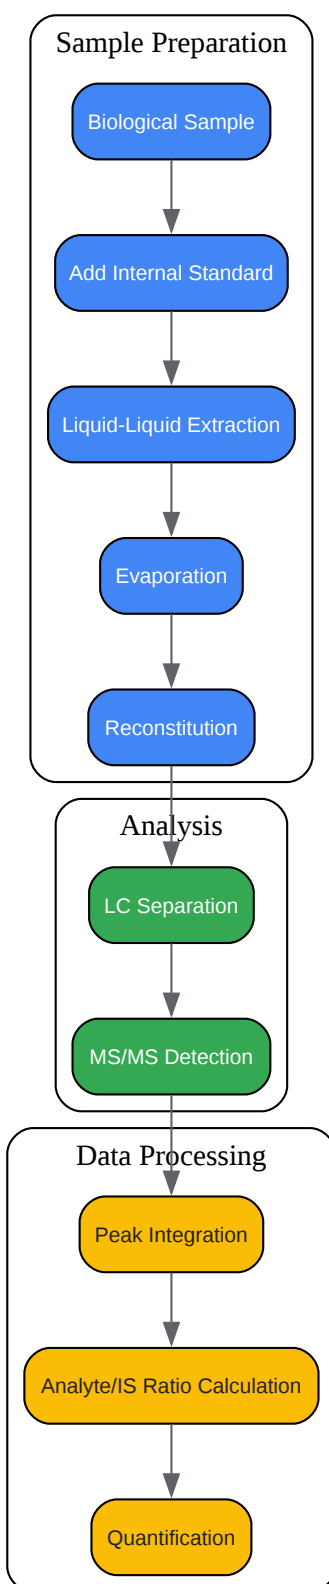 Sample Preparation
Biological Sample
Add Internal Standard
Liquid-Liquid Extraction
Evaporation
Reconstitution
Analysis
LC Separation
MS/MS Detection
Data Processing
Peak Integration
Analyte/IS Ratio Calculation
Quantification